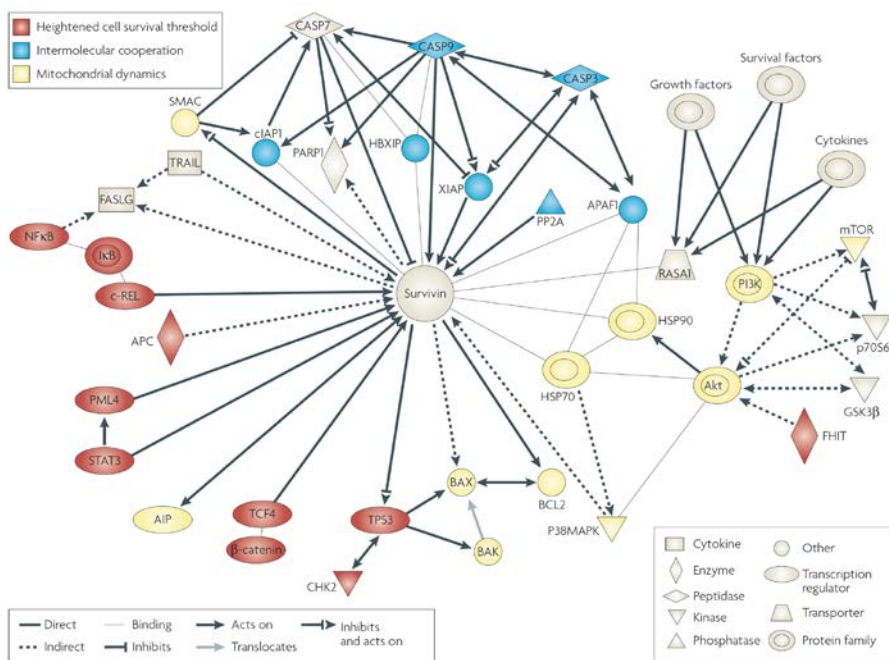 Heightened cell survival threshold
Intermolecular cooperation
Mitochondrial dynamics
CASP7
CASP9
CASP3
Survival factors
Growth factors
Cytokines
SMAC
cIAP1
PARP1
HBXIP
XIAP
PP2A
APAF1
TRAIL
FASLG
NFκB
IκB
c-REL
APC
Survivin
RASA1
PI3K
mTOR
p70S6
GSK3β
HSP90
HSP70
Akt
FHIT
PML4
STAT3
AIP
TCF4
β-catenin
TP53
CHK2
BAX
BAK
BCL2
P38MAPK
Direct
Binding
Acts on
Inhibits
and acts on
Indirect
Inhibits
Translocates
Cytokine
Other
Enzyme
Transcription
regulator
Peptidase
Kinase
Transporter
Phosphatase
Protein family